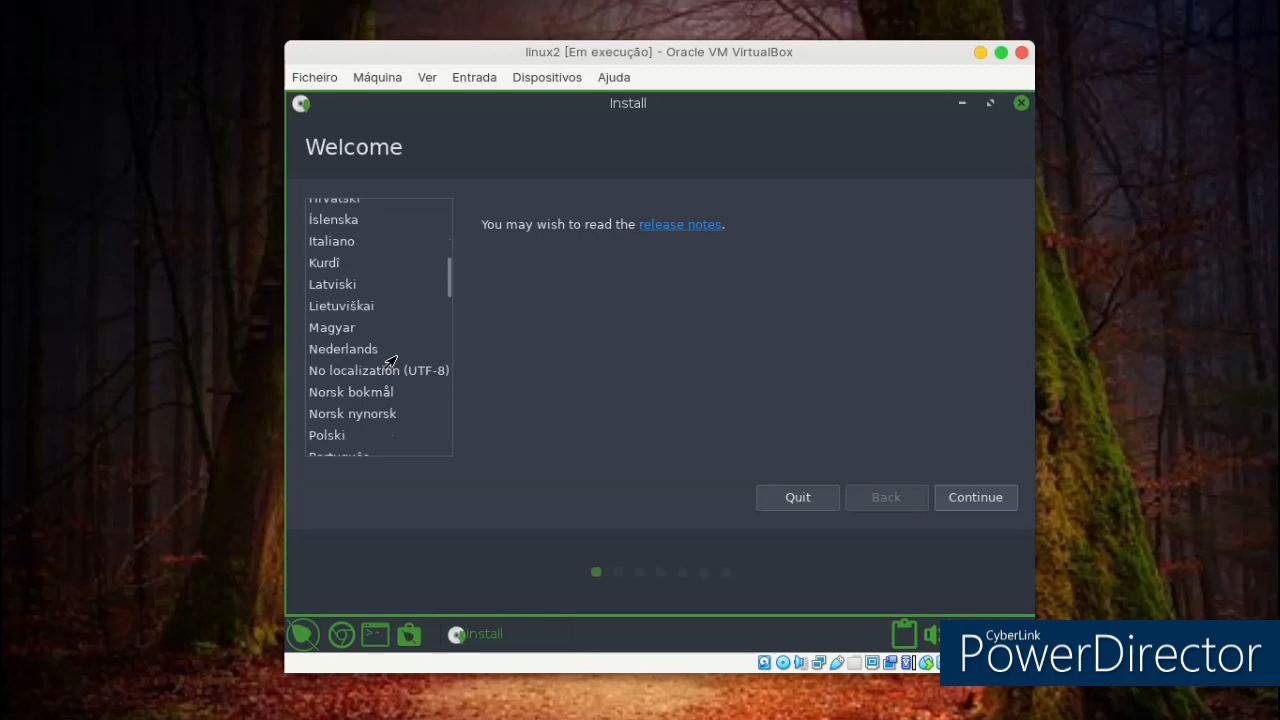 linux2 [Em execução] - Oracle VM VirtualBox
Ficheiro Máquina Ver Entrada Dispositivos Ajuda
Install
Welcome
Hrvatski
Íslenska
Italiano
Kurdî
Latviski
Lietuviškai
Magyar
Nederlands
No localization (UTF-8)
Norsk bokmål
Norsk nynorsk
Polski
Português
You may wish to read the release notes.
Quit Back Continue
Install
CyberLink
PowerDirector